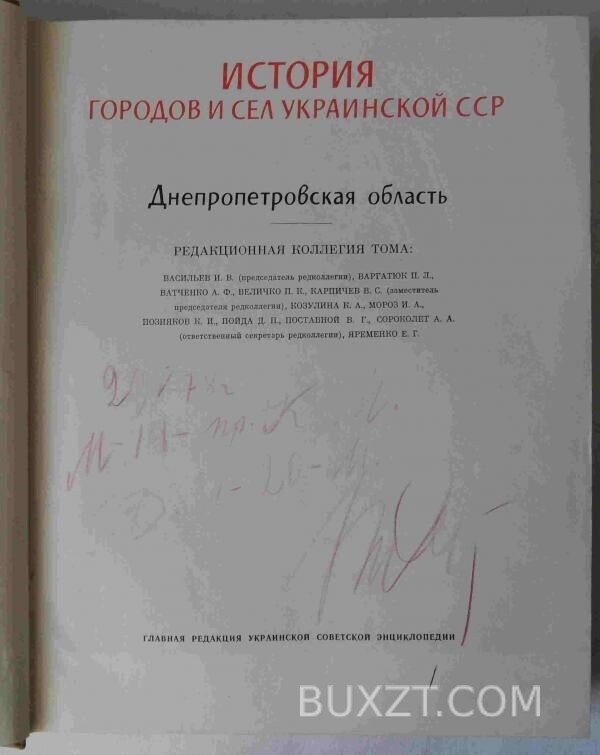 ИСТОРИЯ
ГОРОДОВ И СЕЛ УКРАИНСКОЙ ССР
Днепропетровская область
РЕДАКЦИОННАЯ КОЛЛЕГИЯ ТОМА:
ВАСИЛЬЕВ И. В. (председатель редколлегии), ВАРГАТЮК П. Л.,
ВАТЧЕНКО А. Ф., ВЕЛИЧКО П. К., КАРПИЧЕВ В. С. (заместитель
председателя редколлегии), КОЗУЛИНА К. А., МОРОЗ И. А.,
ПОЗНЯКОВ К. И., ПОЙДА Д. П., ПОСТАВНОЙ В. Г., СОРОКОЛЕТ А. А.
(ответственный секретарь редколлегии), ЯРЕМЕНКО Е. Г.
ГЛАВНАЯ РЕДАКЦИЯ УКРАИНСКОЙ СОВЕТСКОЙ ЭНЦИКЛОПЕДИИ
BUXZT.COM